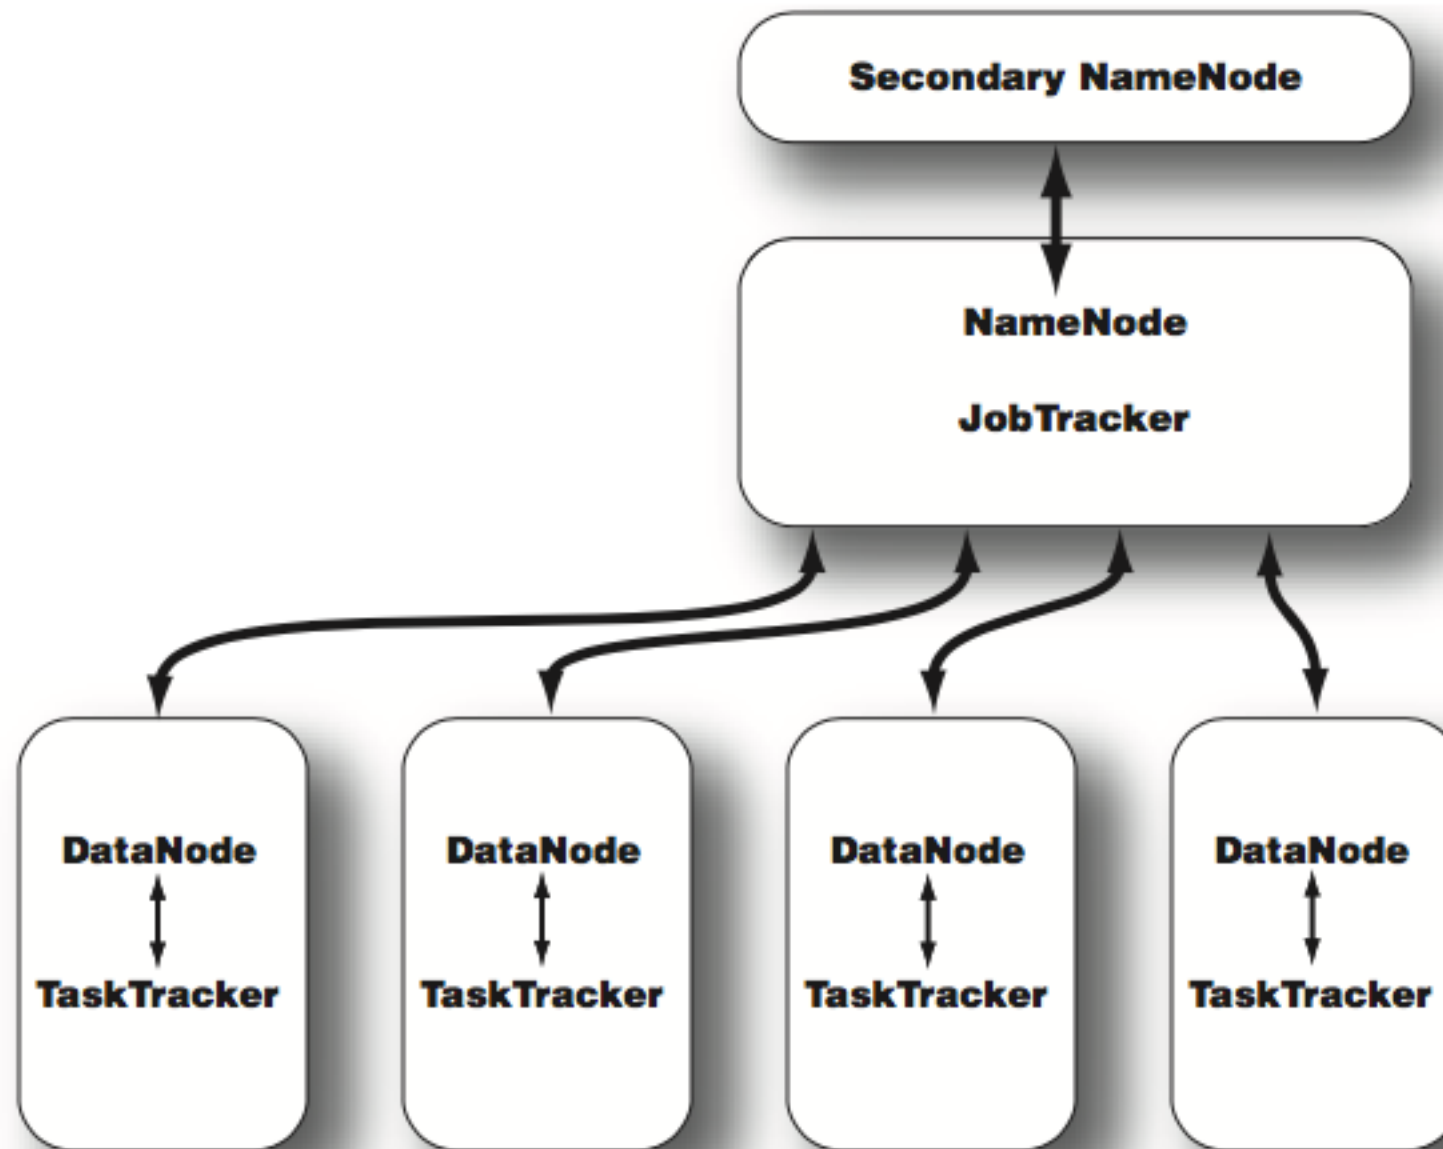 Secondary NameNode
NameNode
JobTracker
DataNode
TaskTracker
DataNode
TaskTracker
DataNode
TaskTracker
DataNode
TaskTracker